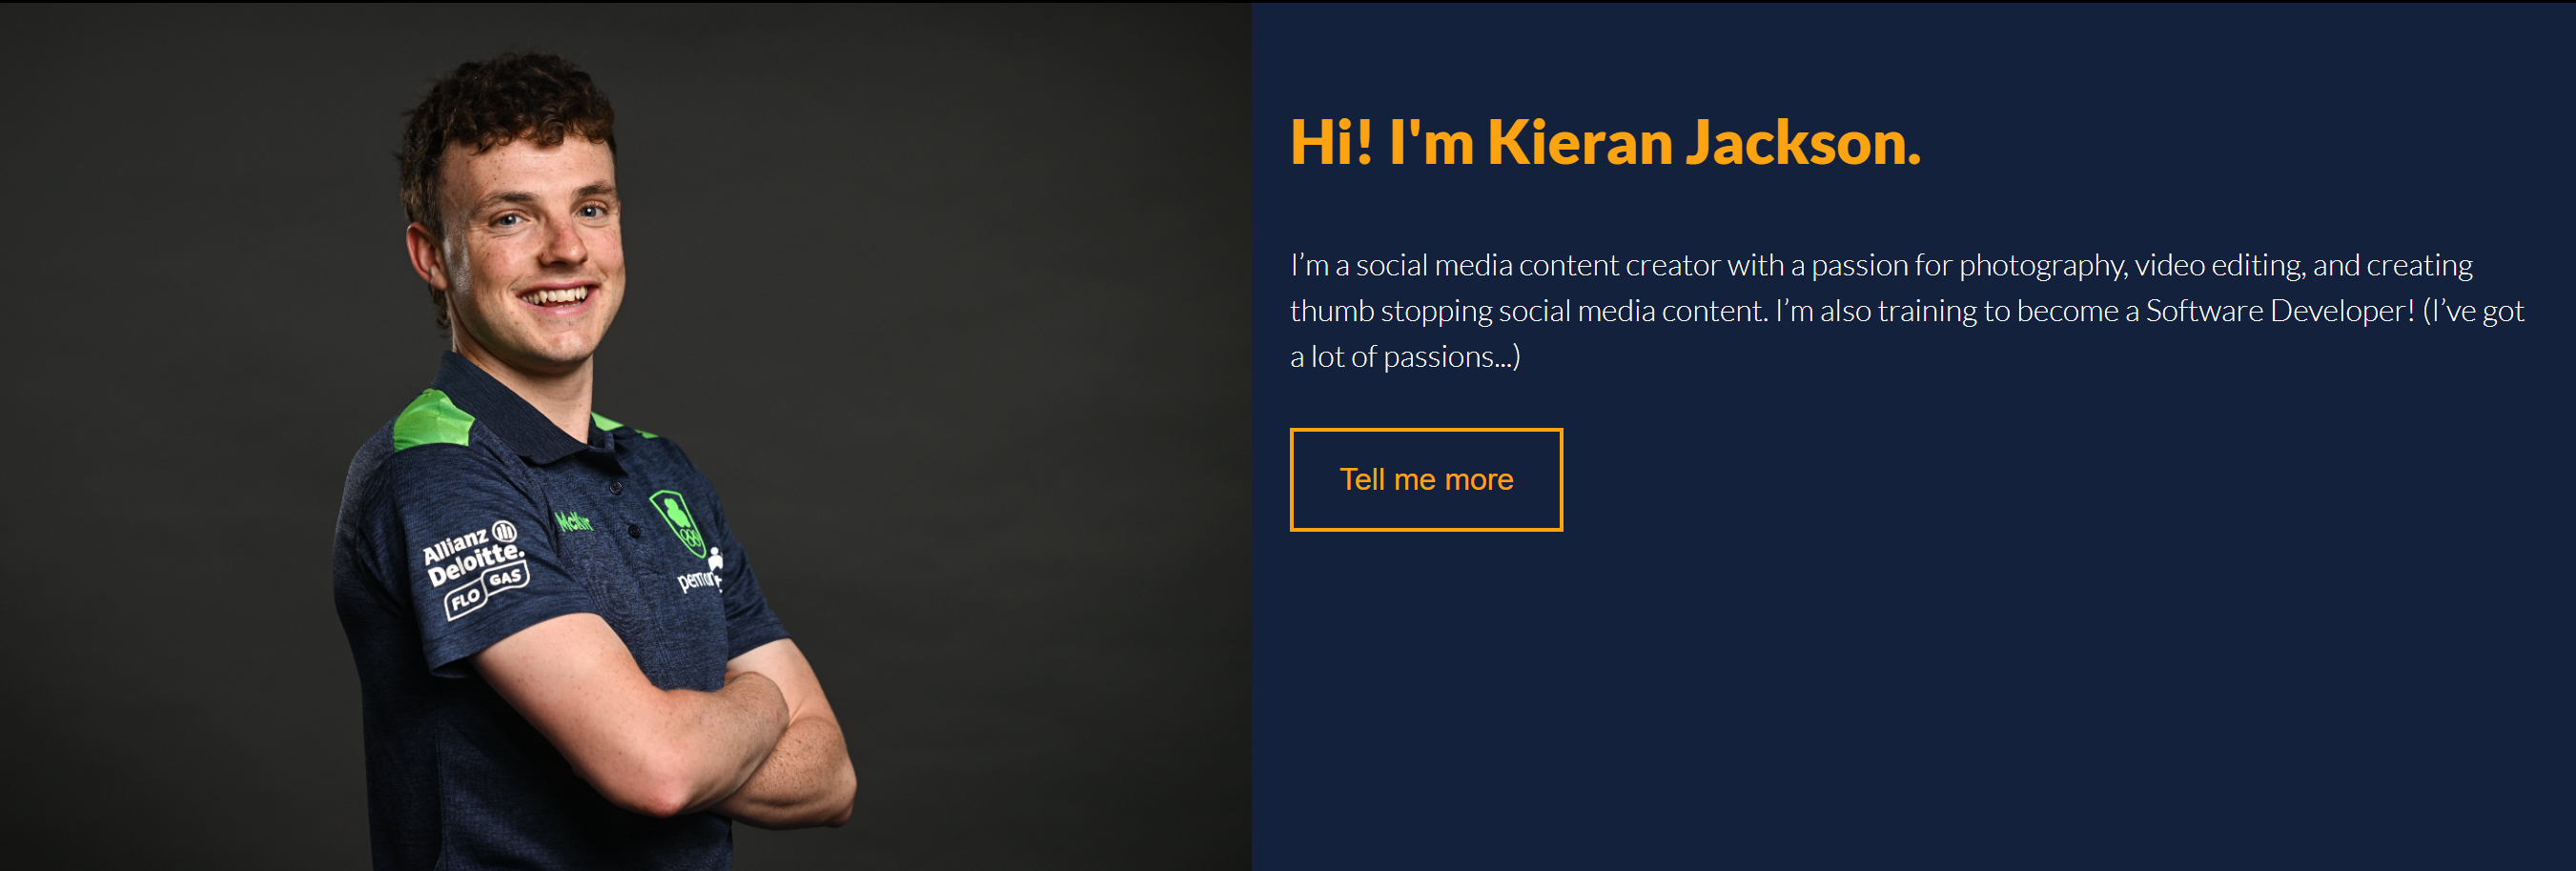 Hi! I'm Kieran Jackson.
I’m a social media content creator with a passion for photography, video editing, and creating
thumb stopping social media content. I’m also training to become a Software Developer! (I’ve got
a lot of passions...)
Tell me more
Allianz
Deloitte.
FLO GAS